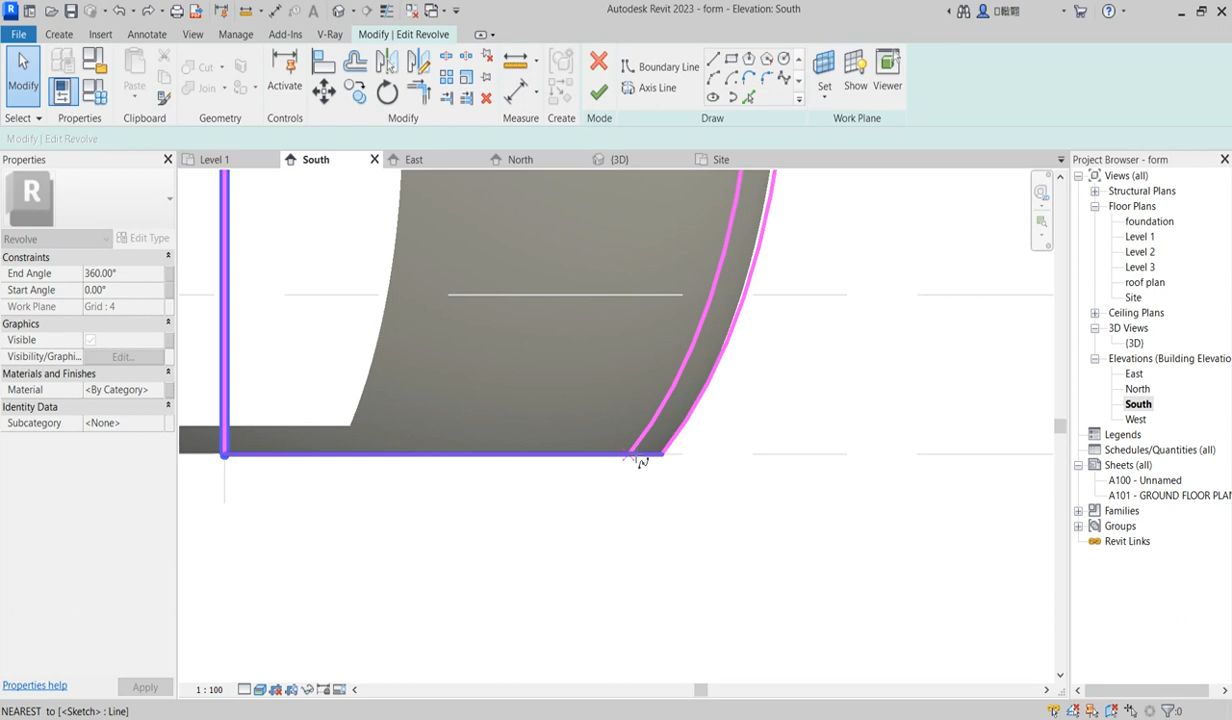 Autodesk Revit 2023 - form - Elevation: South
File Create Insert Annotate View Manage Add-Ins V-Ray Modify | Edit Revolve
Modify
Paste
Cut
Join
Activate
Create
Boundary Line
Axis Line
Set Show Viewer
Select Properties Clipboard Geometry Controls Modify Measure Create Mode Draw Work Plane
Modify | Edit Revolve
Properties
R
Revolve Edit Type
Constraints
End Angle 360.00°
Start Angle 0.00°
Work Plane Grid : 4
Graphics
Visible
Visibility/Graphi... Edit...
Materials and Finishes
Material <By Category>
Identity Data
Subcategory <None>
Properties help Apply
Level 1 South East North {3D} Site
Project Browser - form
Views (all)
Structural Plans
Floor Plans
foundation
Level 1
Level 2
Level 3
roof plan
Site
Ceiling Plans
3D Views
{3D}
Elevations (Building Elevatio
East
North
South
West
Legends
Schedules/Quantities (all)
Sheets (all)
A100 - Unnamed
A101 - GROUND FLOOR PLAN
Families
Groups
Revit Links
1 : 100
NEAREST to [<Sketch> : Line]
:0